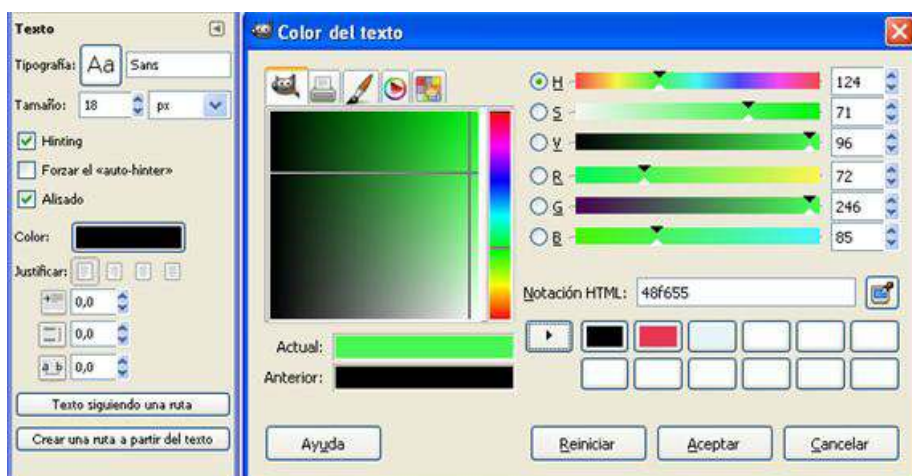 Texto
Tipografía: Aa Sans
Tamaño: 18 px
Hinting
Forzar el «auto-hinter»
Alisado
Color:
Justificar:
0,0
0,0
a b 0,0
Texto siguiendo una ruta
Crear una ruta a partir del texto
Color del texto
H 124
S 71
V 96
R 72
G 246
B 85
Notación HTML: 48f655
Actual:
Anterior:
Ayuda Reiniciar Aceptar Cancelar